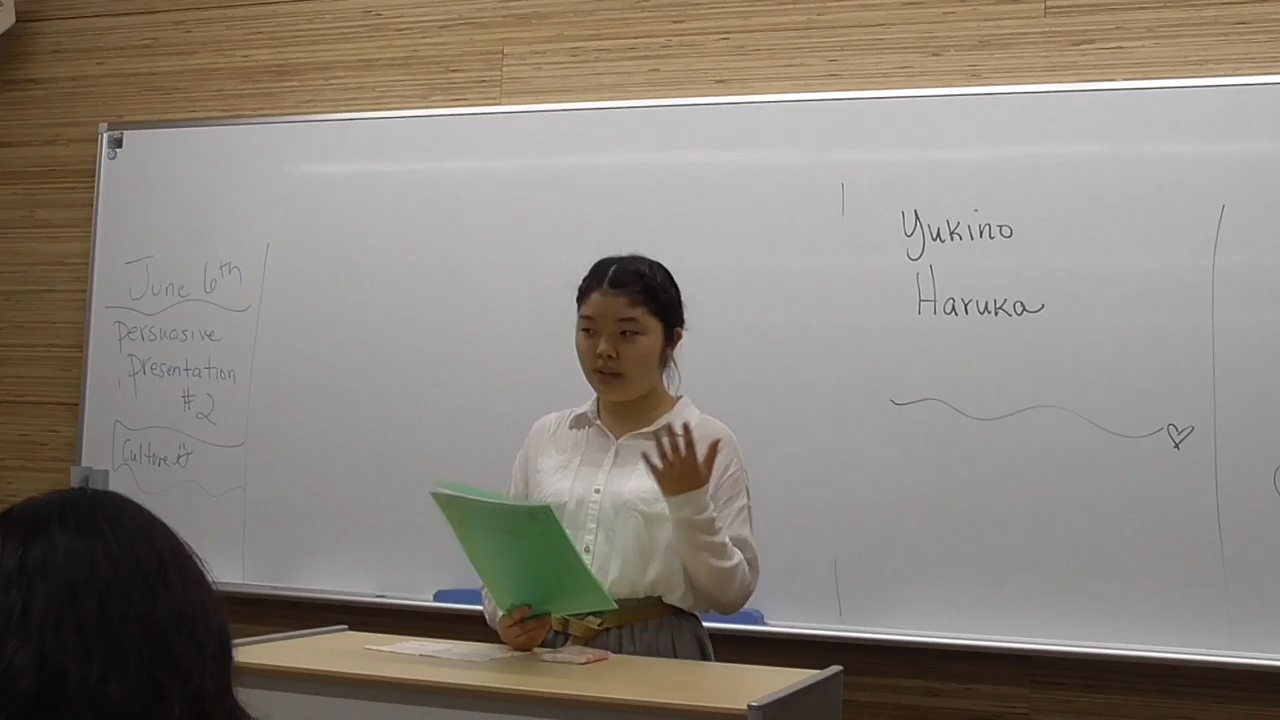 June 6th
Persuasive
Presentation
#2
Culture
Yukino
Haruka